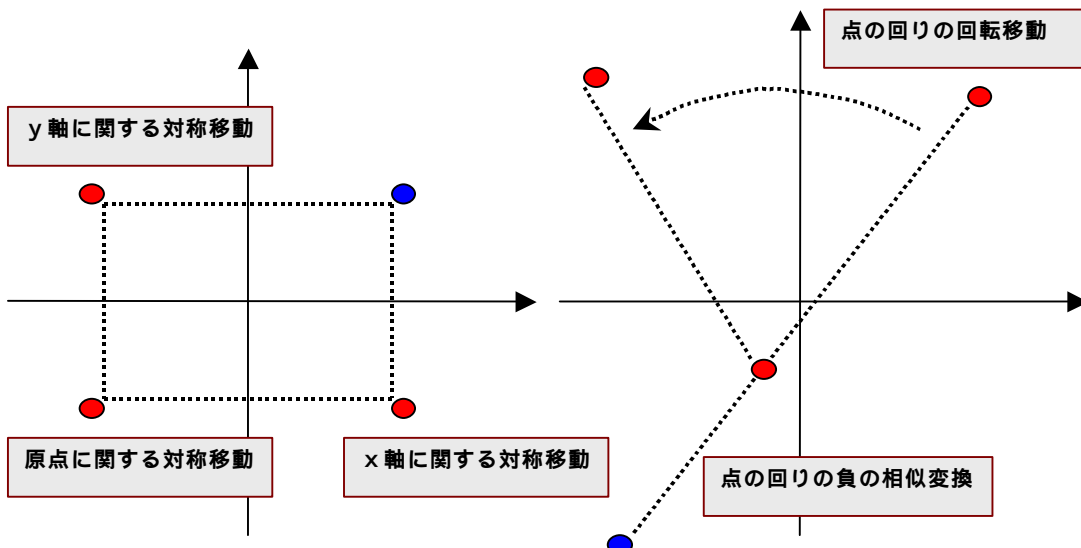 点の回りの回転移動
y軸に関する対称移動
原点に関する対称移動
x軸に関する対称移動
点の回りの負の相似変換